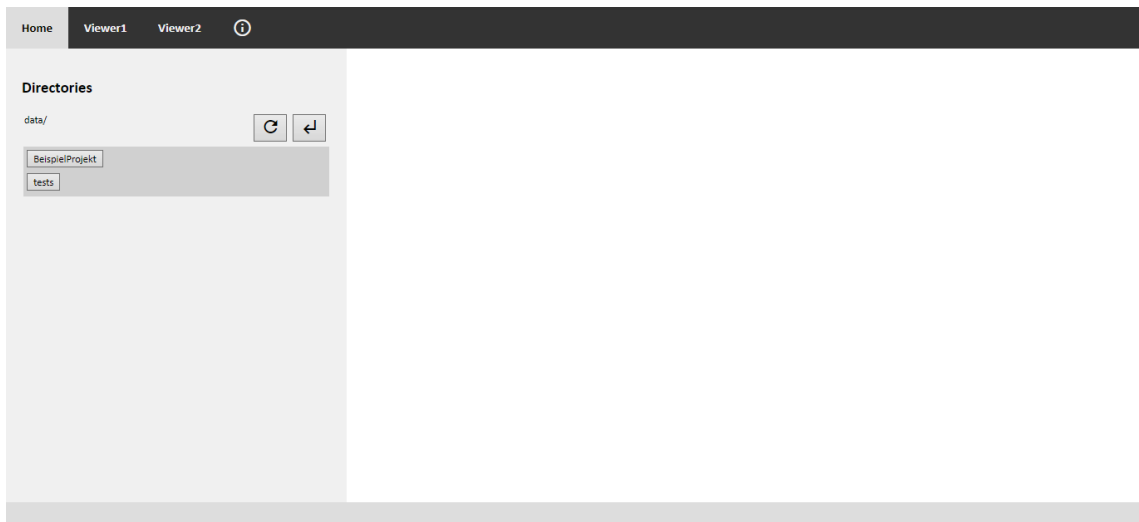 Home Viewer1 Viewer2
Directories
data/
BeispielProjekt
tests